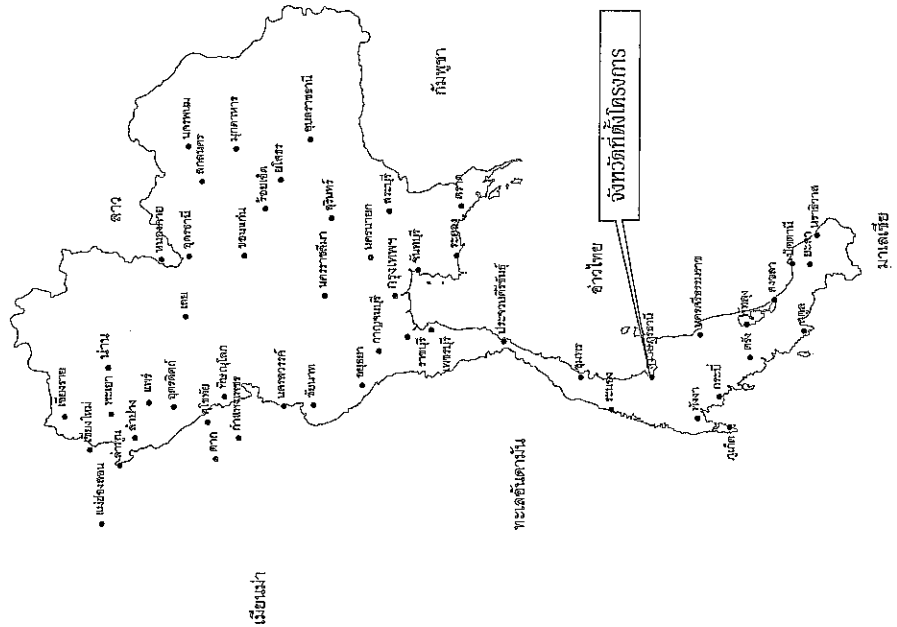 ลาว
เชียงราย
เชียงใหม่
แม่ฮ่องสอน
พะเยา
น่าน
ลำพูน
ลำปาง
แพร่
อุตรดิตถ์
เลย
หนองคาย
อุดรธานี
สกลนคร
นครพนม
สุโขทัย
ตาก
พิษณุโลก
กำแพงเพชร
ขอนแก่น
มุกดาหาร
ร้อยเอ็ด
ยโสธร
อุบลราชธานี
นครสวรรค์
ชัยนาท
นครราชสีมา
สุรินทร์
เมียนม่า
อยุธยา
นครนายก
กาญจนบุรี
กรุงเทพฯ
สระบุรี
กัมพูชา
ราชบุรี
จันทบุรี
เพชรบุรี
ระยอง
ตราด
ประจวบคีรีขันธ์
ทะเลอันดามัน
อ่าวไทย
ชุมพร
ระนอง
จังหวัดที่ตั้งโครงการ
นครศรีธรรมราช
พังงา
กระบี่
ภูเก็ต
ตรัง
พัทลุง
สงขลา
สตูล
ปัตตานี
ยะลา
นราธิวาส
มาเลเซีย